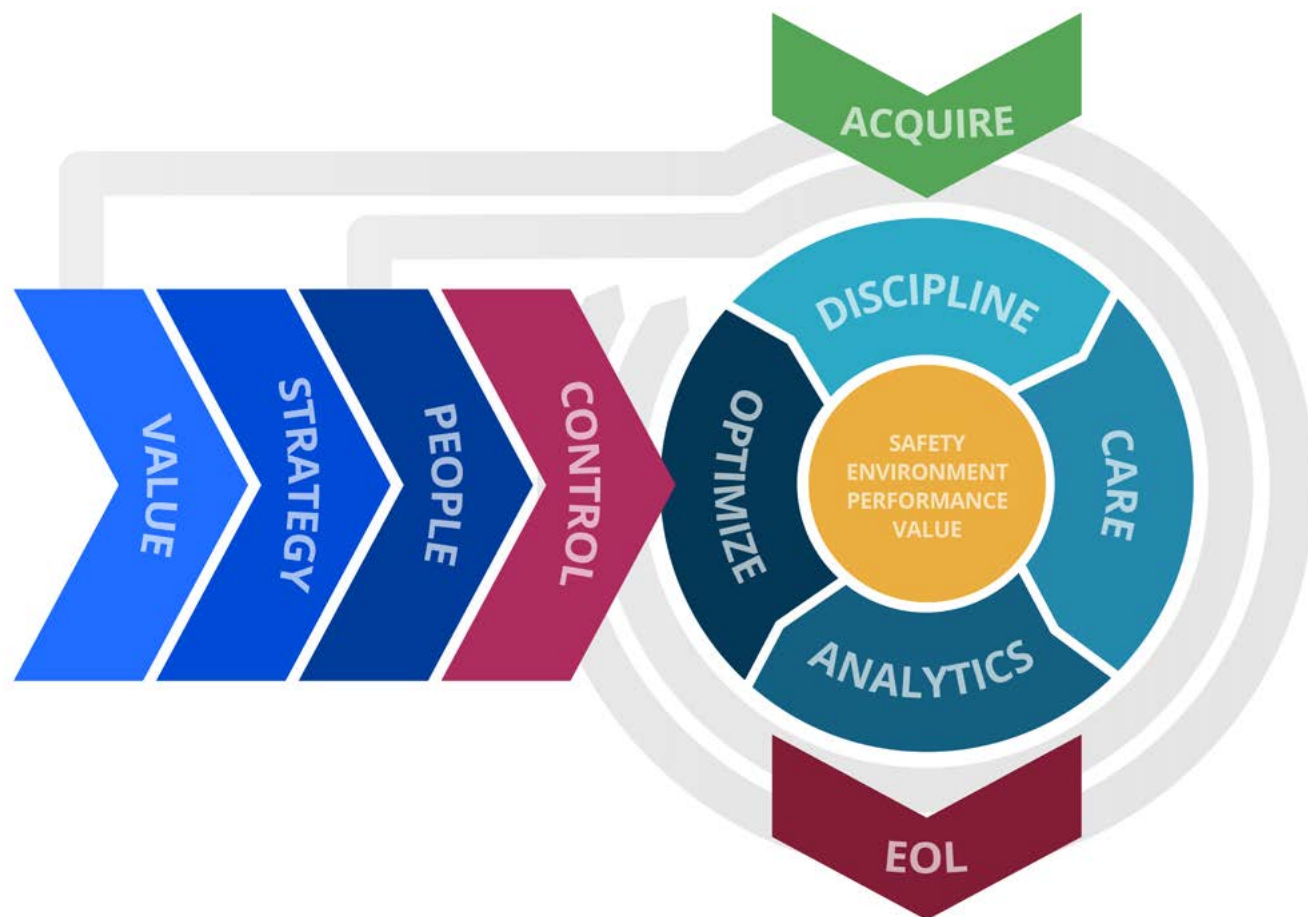 ACQUIRE
VALUE
STRATEGY
PEOPLE
CONTROL
DISCIPLINE
CARE
ANALYTICS
OPTIMIZE
SAFETY
ENVIRONMENT
PERFORMANCE
VALUE
EOL